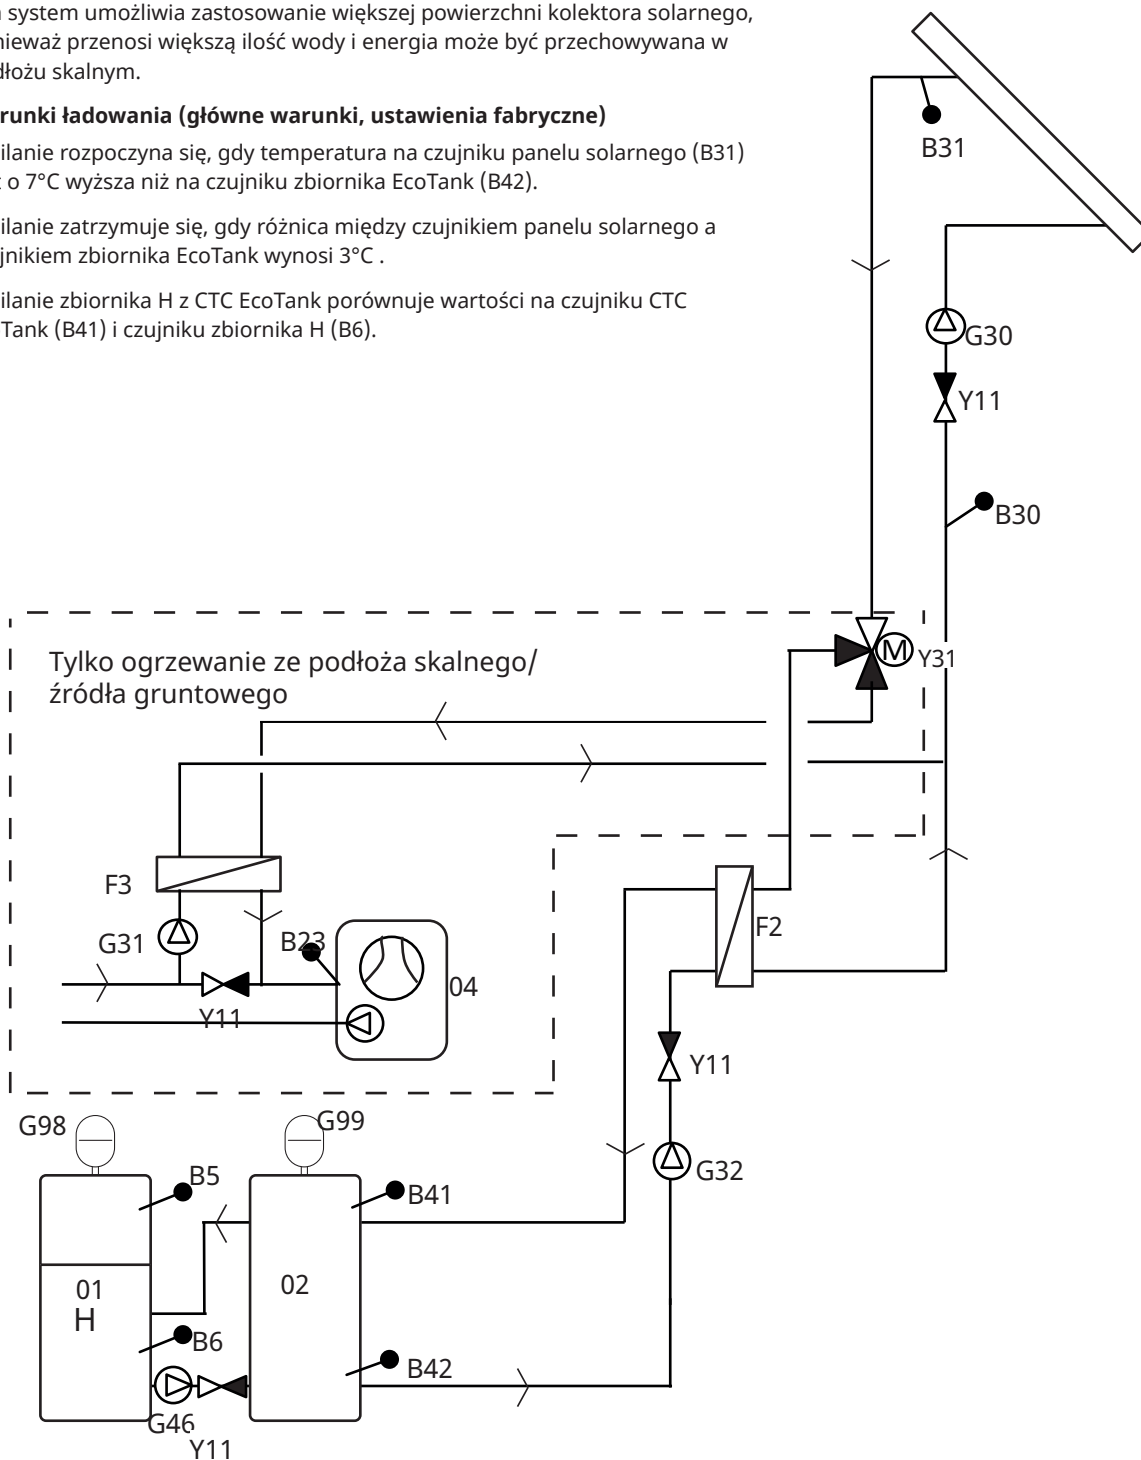 system umożliwia zastosowanie większej powierzchni kolektora solarnego,
nieważ przenosi większą ilość wody i energia może być przechowywana w
dłożu skalnym.
runki ładowania (główne warunki, ustawienia fabryczne)
ilanie rozpoczyna się, gdy temperatura na czujniku panelu solarnego (B31)
o 7°C wyższa niż na czujniku zbiornika EcoTank (B42).
ilanie zatrzymuje się, gdy różnica między czujnikiem panelu solarnego a
jnikiem zbiornika EcoTank wynosi 3°C .
ilanie zbiornika H z CTC EcoTank porównuje wartości na czujniku CTC
Tank (B41) i czujniku zbiornika H (B6).
B31
G30
Y11
B30
Tylko ogrzewanie ze podłoża skalnego/
źródła gruntowego
M
Y31
F3
G31
B23
04
Y11
F2
Y11
G32
G98
G99
B5
B41
01
H
02
B6
B42
G46
Y11